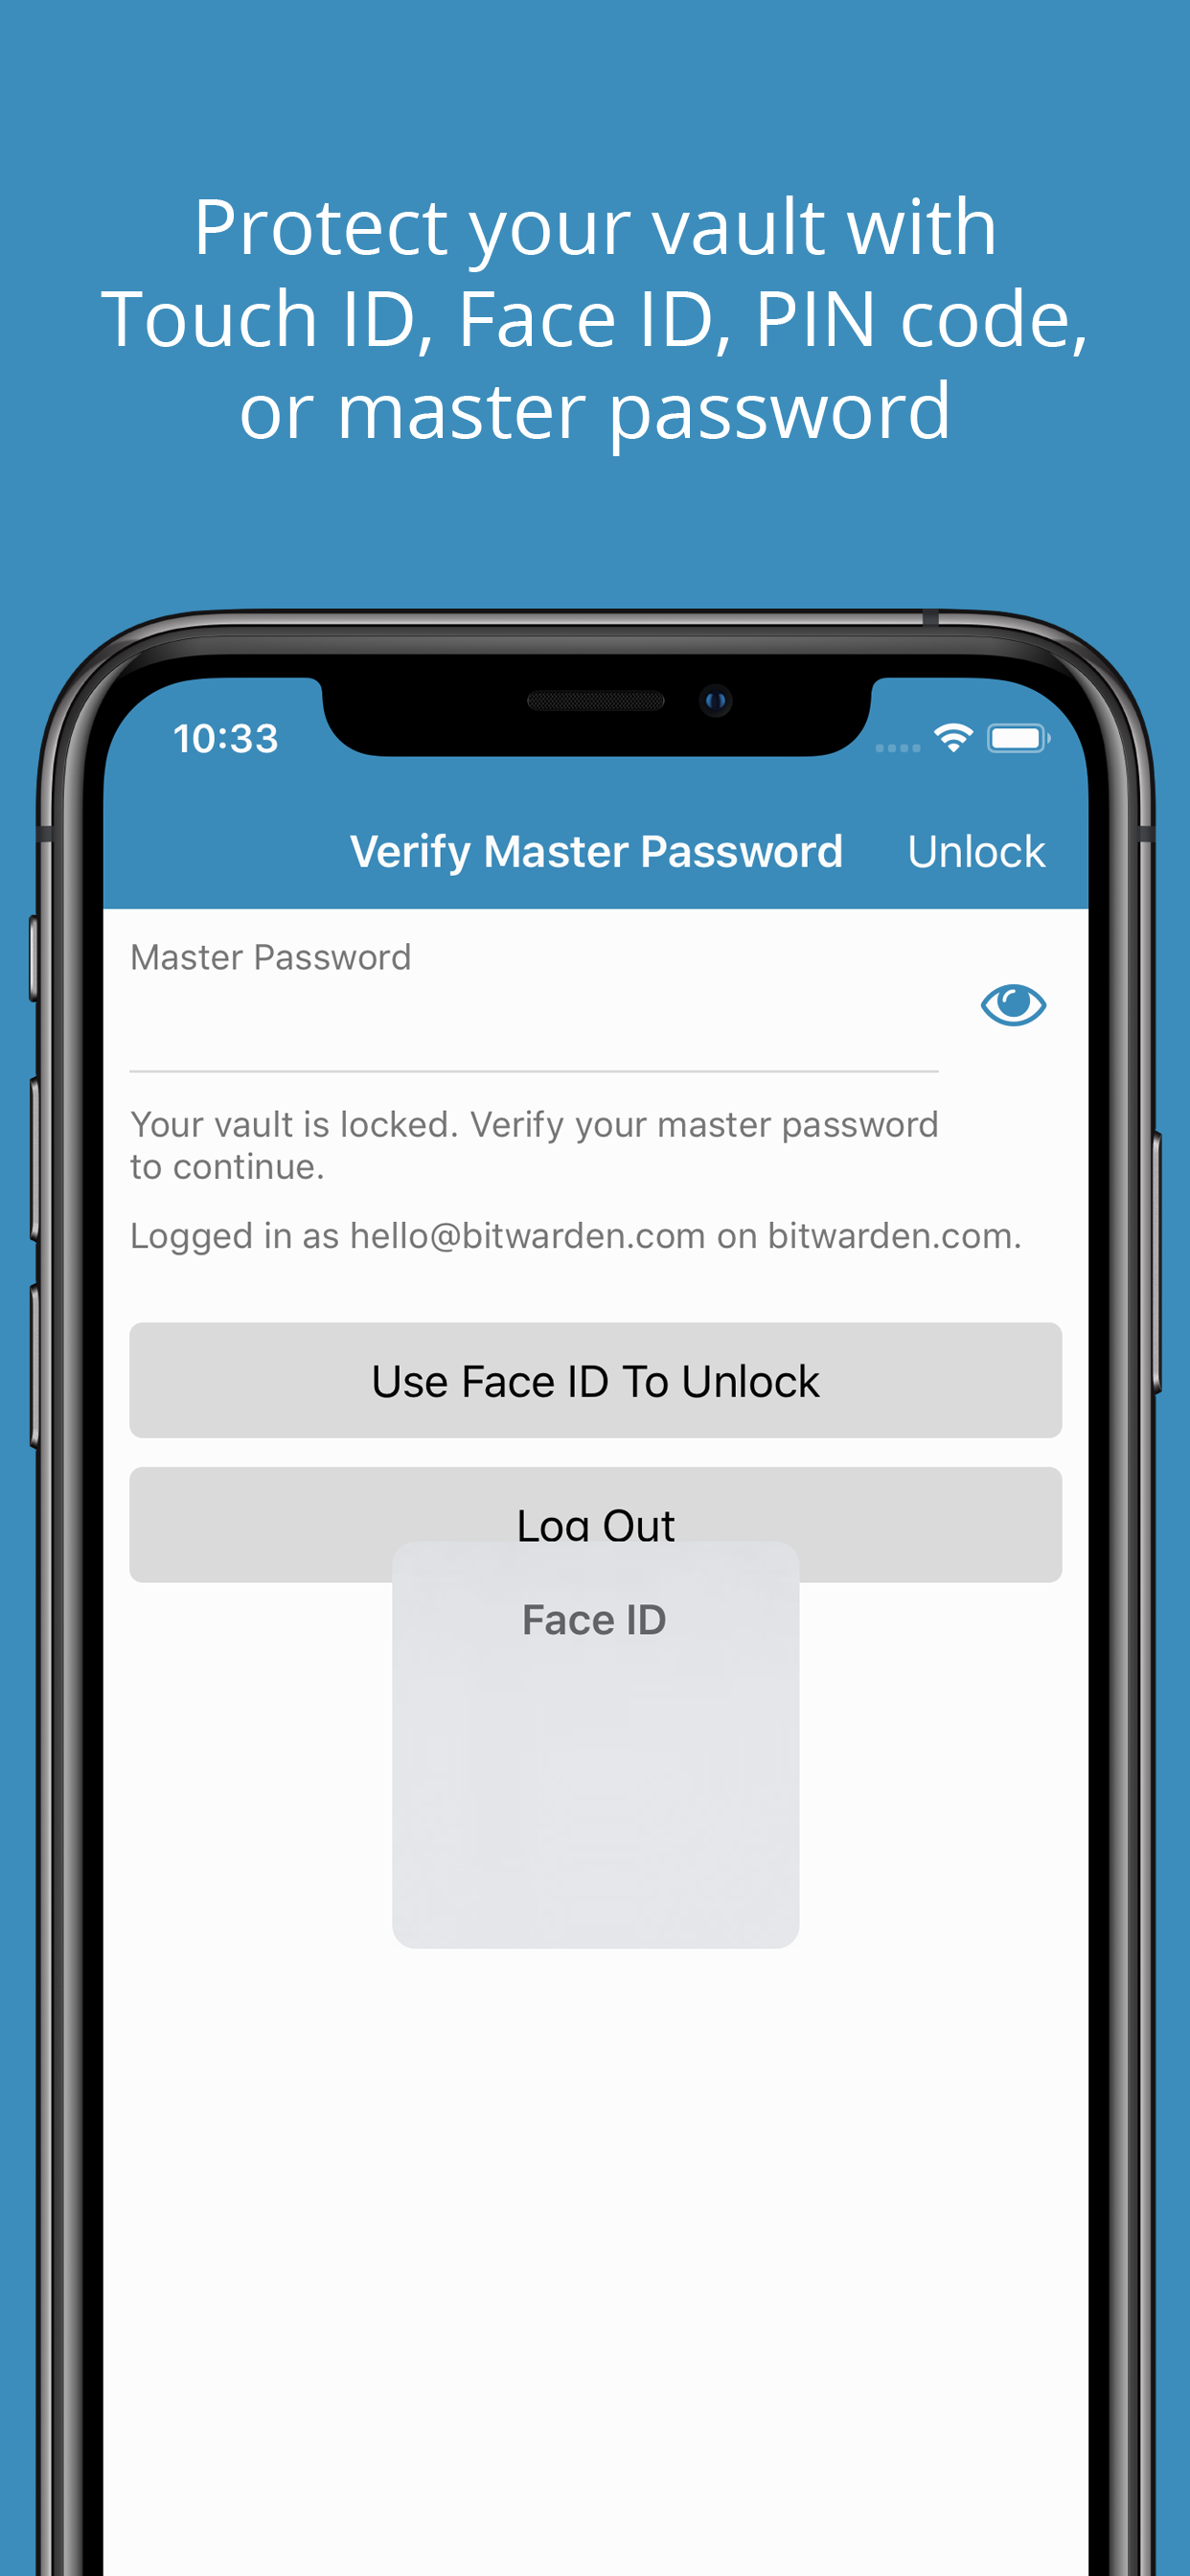 Protect your vault with
Touch ID, Face ID, PIN code,
or master password
10:33
Verify Master Password
Unlock
Master Password
Your vault is locked. Verify your master password
to continue.
Logged in as hello@bitwarden.com on bitwarden.com.
Use Face ID To Unlock
Log Out
Face ID